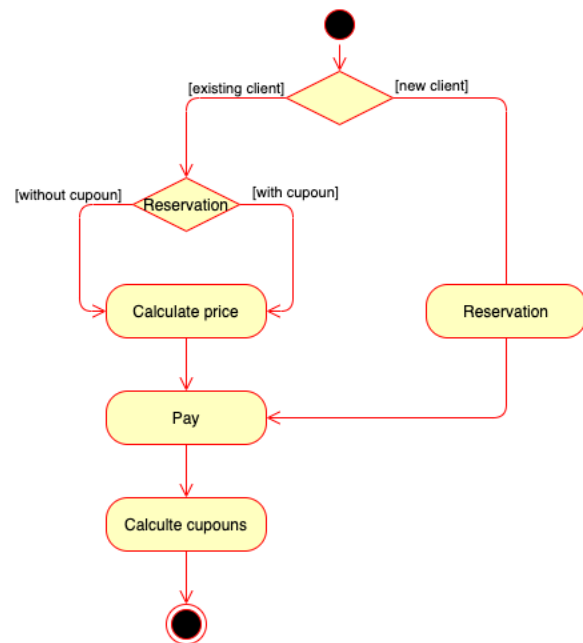 [existing client]
[new client]
[without cupoun]
Reservation
[with cupoun]
Calculate price
Reservation
Pay
Calculte cupouns